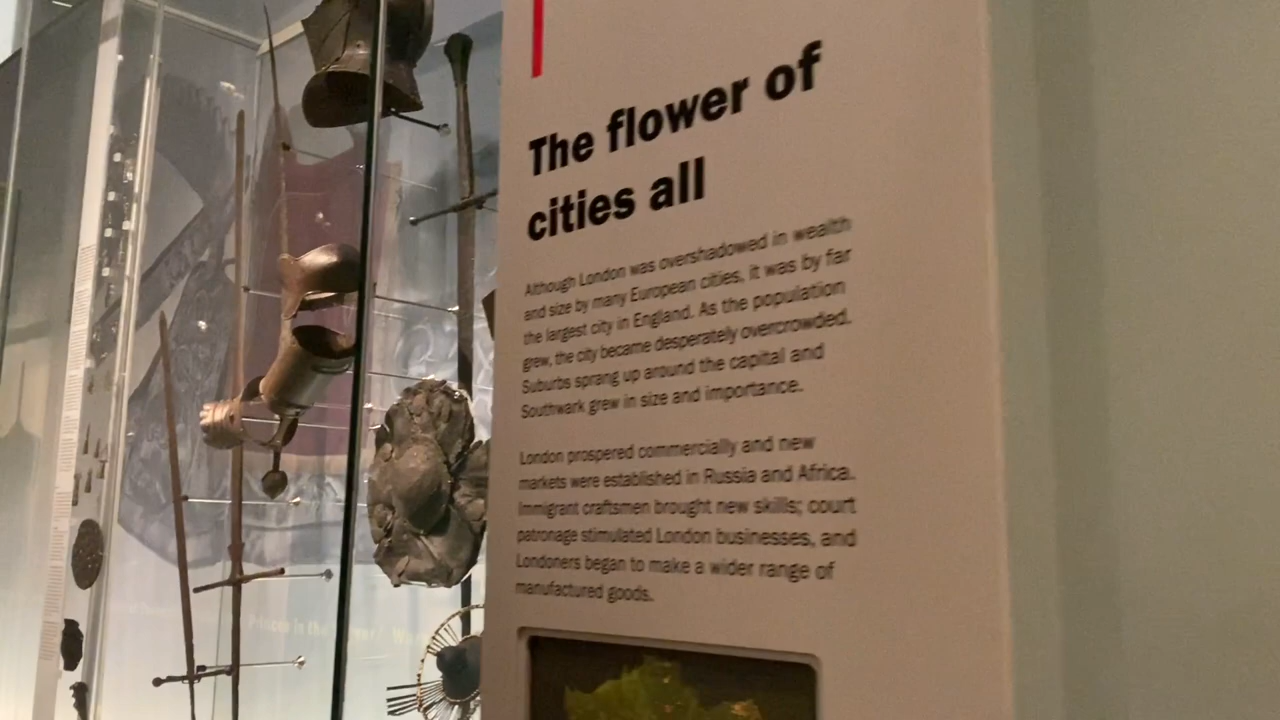 The flower of
cities all
Although London was overshadowed in wealth
and size by many European cities, it was by far
the largest city in England. As the population
grew, the city became desperately overcrowded.
Suburbs sprang up around the capital and
Southwark grew in size and importance.
London prospered commercially and new
markets were established in Russia and Africa.
Immigrant craftsmen brought new skills; court
patronage stimulated London businesses, and
Londoners began to make a wider range of
manufactured goods.
Princes in the Tower